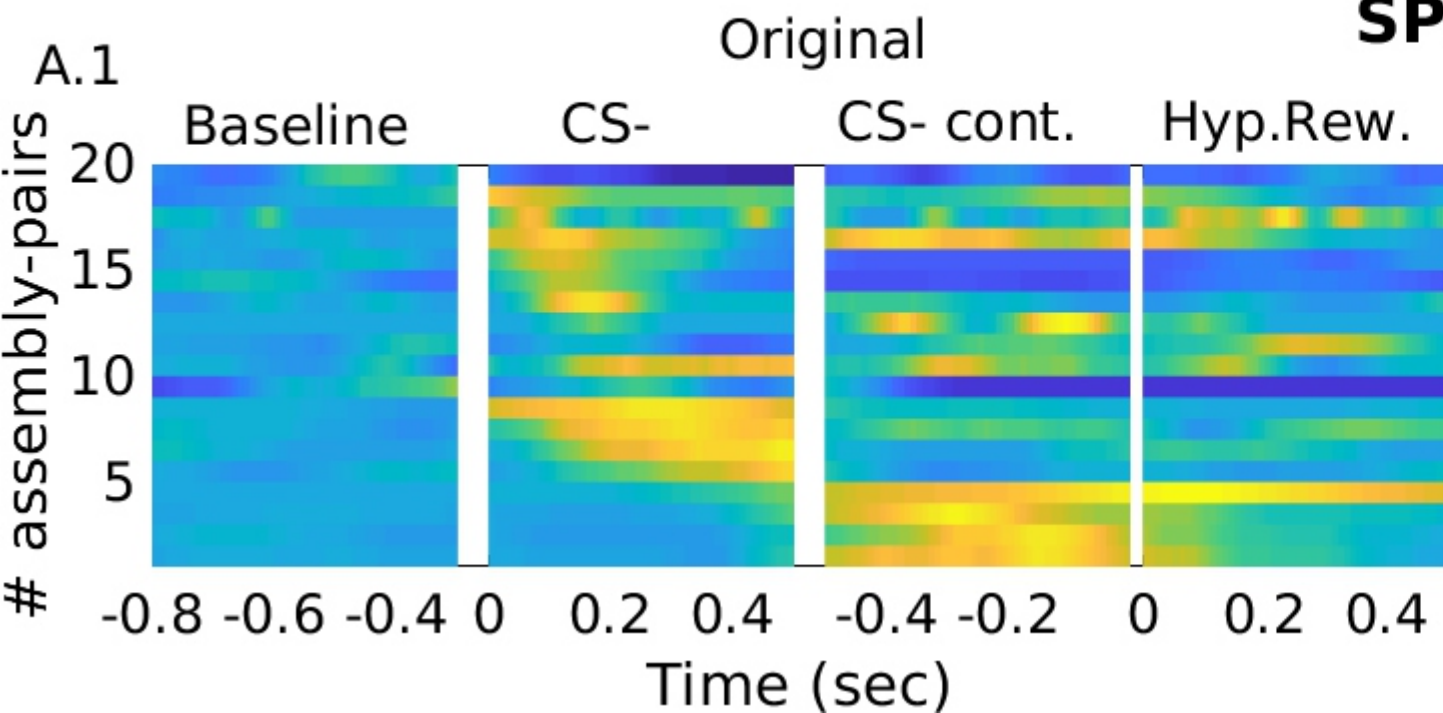 SP
Original
A.1
Baseline CS- CS- cont. Hyp.Rew.
# assembly-pairs
20
15
10
5
-0.8 -0.6 -0.4 0 0.2 0.4 -0.4 -0.2 0 0.2 0.4
Time (sec)